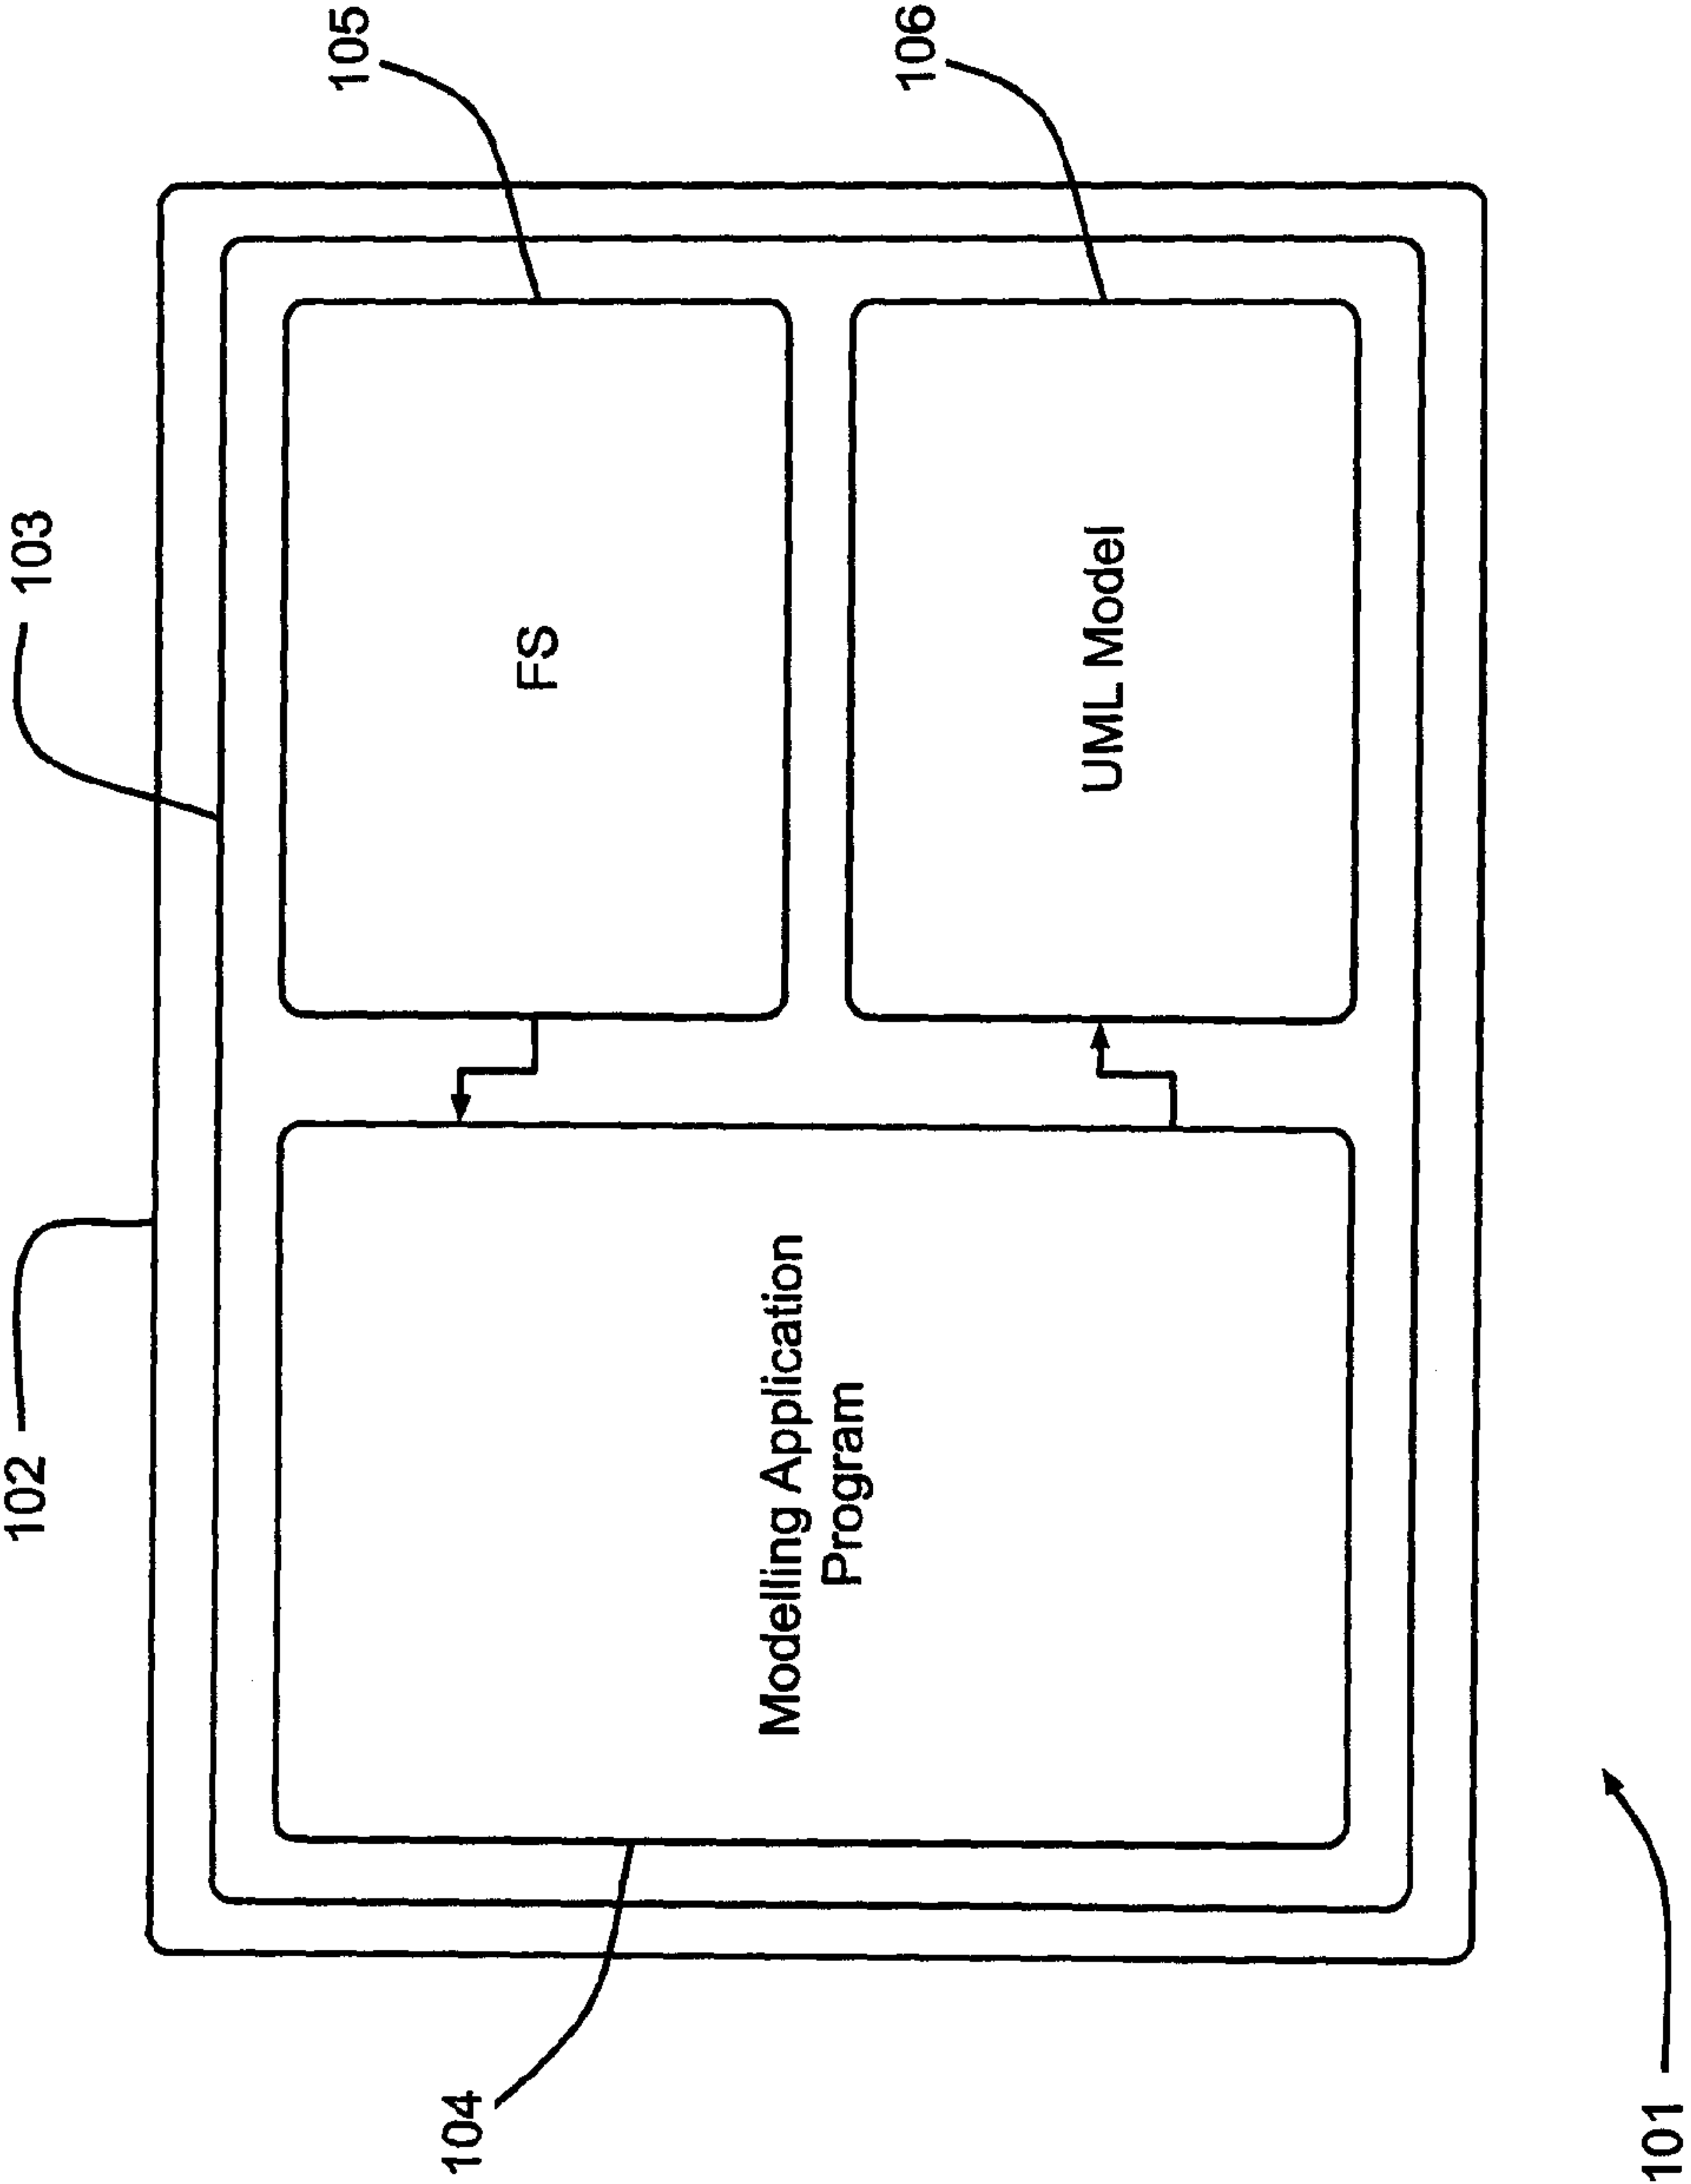 102
103
Modelling Application
Program
FS
105
UML Model
106
104
101